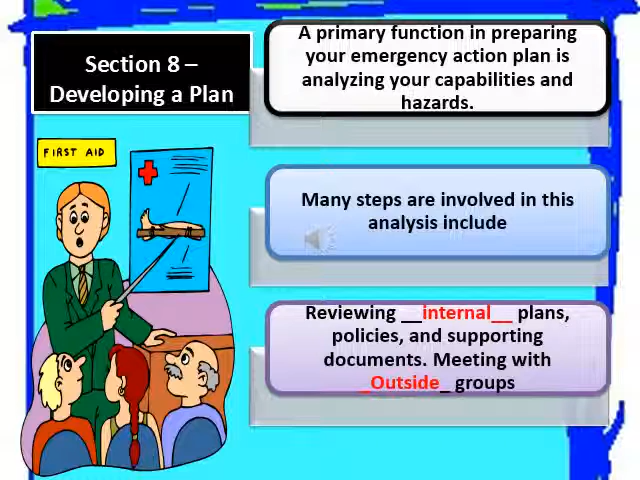 Section 8 –
Developing a Plan
A primary function in preparing
your emergency action plan is
analyzing your capabilities and
hazards.
FIRST AID
Many steps are involved in this
analysis include
Reviewing __internal__ plans,
policies, and supporting
documents. Meeting with
_Outside_ groups